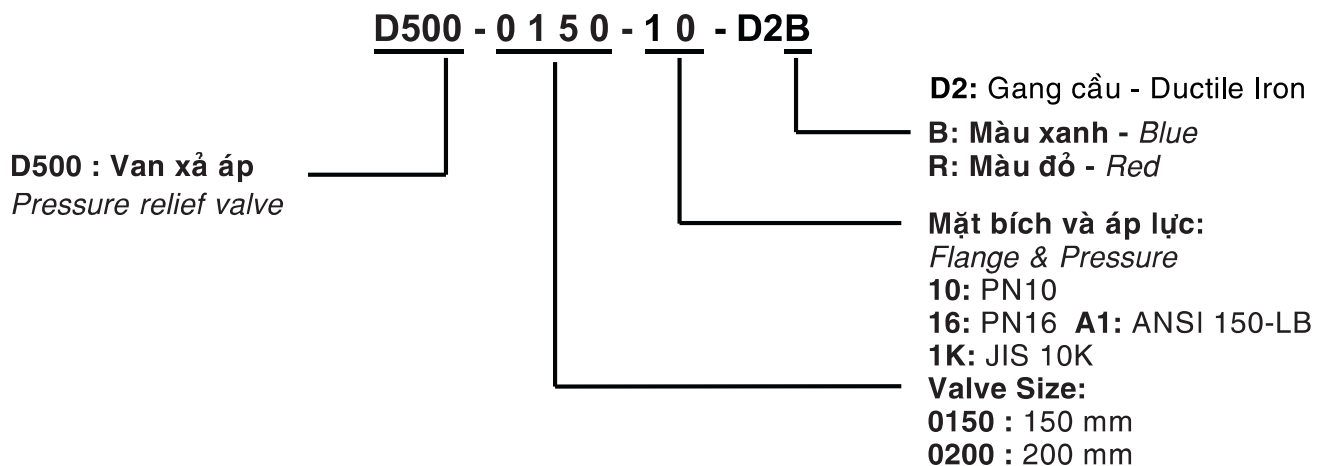 D500 - 0 1 5 0 - 1 0 - D2B
D500 : Van xả áp
Pressure relief valve
D2: Gang cầu - Ductile Iron
B: Màu xanh - Blue
R: Màu đỏ - Red
Mặt bích và áp lực:
Flange & Pressure
10: PN10
16: PN16 A1: ANSI 150-LB
1K: JIS 10K
Valve Size:
0150 : 150 mm
0200 : 200 mm